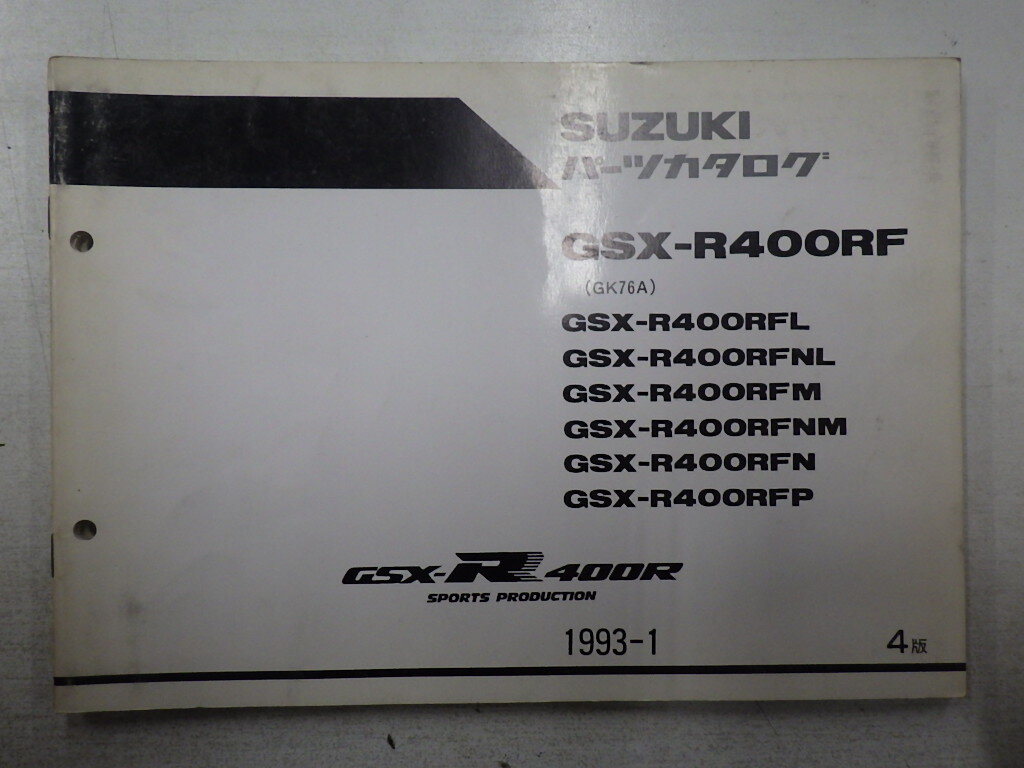 SUZUKI
パーツカタログ
GSX-R400RF
(GK76A)
GSX-R400RFL
GSX-R400RFNL
GSX-R400RFM
GSX-R400RFNM
GSX-R400RFN
GSX-R400RFP
GSX-R400R
SPORTS PRODUCTION
1993-1
4版